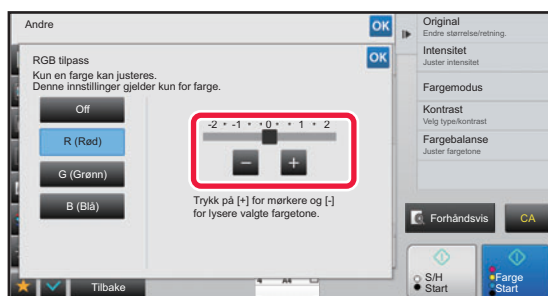 Andre
OK
RGB tilpass
OK
Kun en farge kan justeres.
Denne innstillinger gjelder kun for farge.
Off
R (Rød)
G (Grønn)
B (Blå)
-2 • -1 • • 0 • • 1 • 2
− +
Trykk på [+] for mørkere og [-]
for lysere valgte fargetone.
Tilbake
A4
Original
Endre størrelse/retning.
Intensitet
Juster intensitet
Fargemodus
Kontrast
Velg type/kontrast
Fargebalanse
Juster fargetone
Forhåndsvis
CA
S/H
Start
Farge
Start